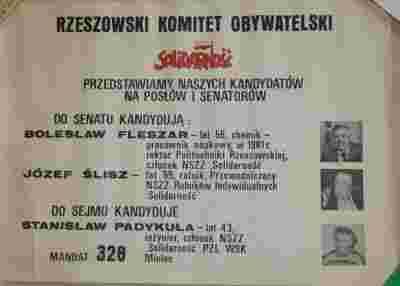 RZESZOWSKI KOMITET OBYWATELSKI
SOLIDARNOŚĆ
PRZEDSTAWIAMY NASZYCH KANDYDATÓW
NA POSŁÓW I SENATORÓW
DO SENATU KANDYDUJĄ:
BOLESŁAW FLESZAR – lat 56, chemik –
pracownik naukowy, w 1981r.
rektor Politechniki Rzeszowskiej,
członek NSZZ „Solidarność"
JÓZEF ŚLISZ – lat 55, rolnik, Przewodniczący
NSZZ Rolników Indywidualnych
„Solidarność"
DO SEJMU KANDYDUJE
STANISŁAW PADYKUŁA – lat 43,
inżynier, członek NSZZ
„Solidarność" PZL WSK
MANDAT 328 Mielec